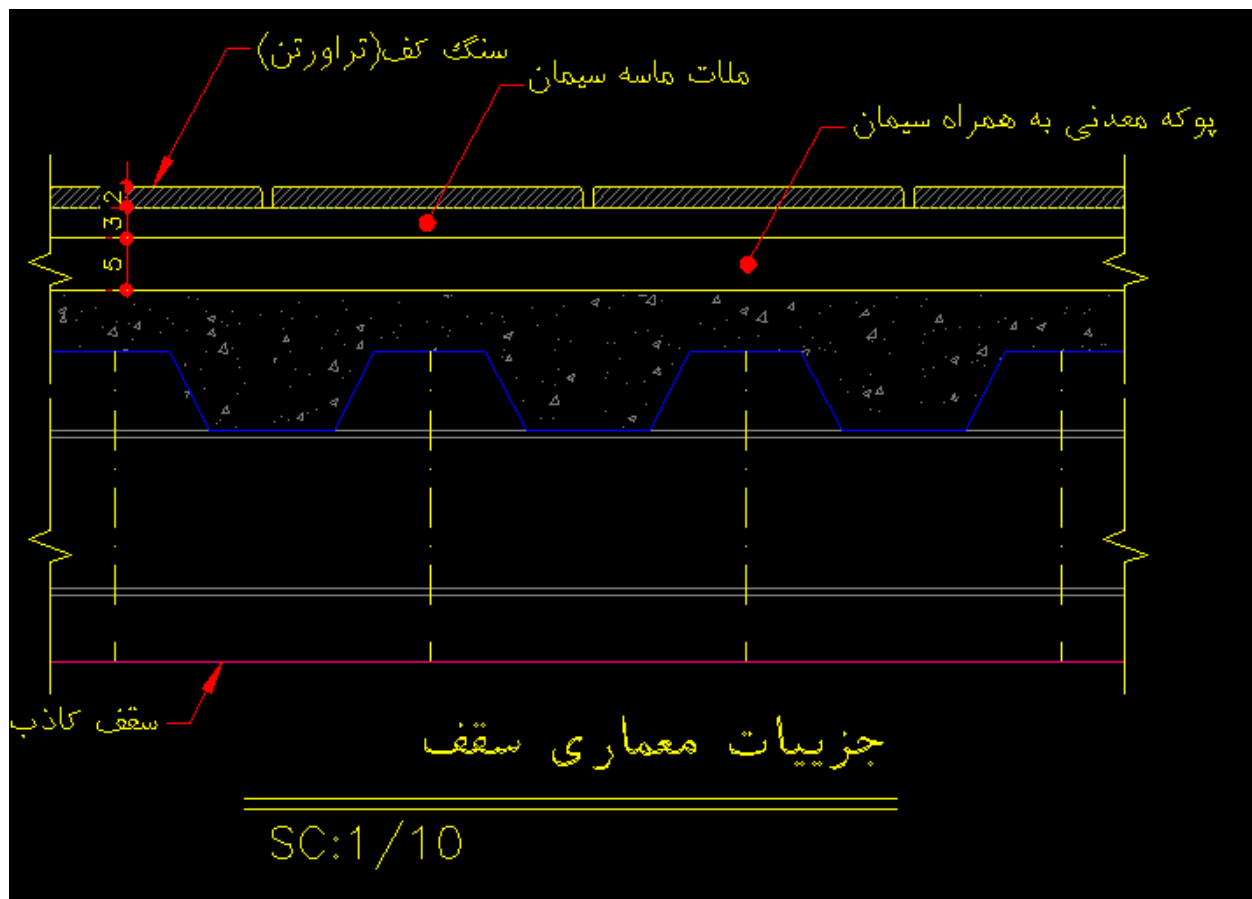 سنگ کف(تراورتن)
ملات ماسه سیمان
پوکه معدنی به همراه سیمان
2
3
5
سقف کاذب
جزییات معماری سقف
SC:1/10